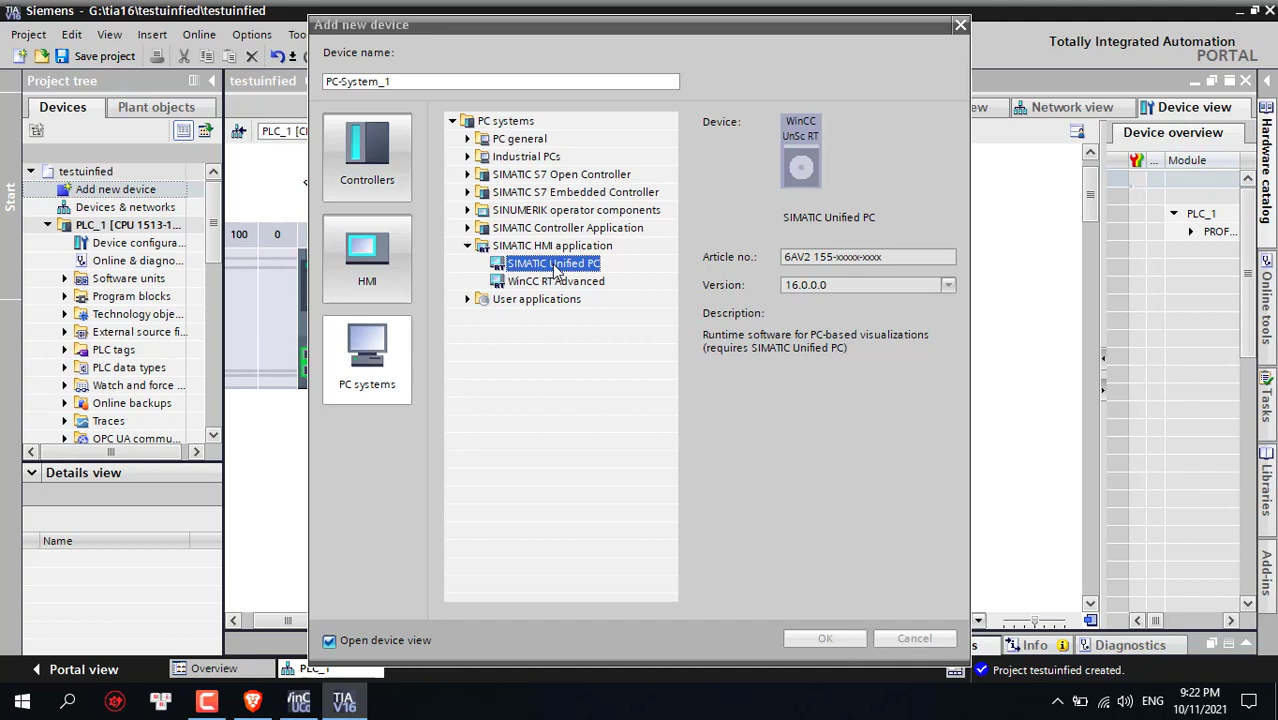 TIA V16
Siemens - G:\tia16\testuinfied\testuinfied
Project Edit View Insert Online Options
Save project
Totally Integrated Automation
PORTAL
Add new device
Device name:
PC-System_1
Controllers
HMI
PC systems
PC systems
PC general
Industrial PCs
SIMATIC S7 Open Controller
SIMATIC S7 Embedded Controller
SINUMERIK operator components
SIMATIC Controller Application
SIMATIC HMI application
SIMATIC Unified PC
WinCC RT Advanced
User applications
Device:
WinCC
UnSc RT
SIMATIC Unified PC
Article no.: 6AV2 155-xxxxx-xxxx
Version: 16.0.0.0
Description:
Runtime software for PC-based visualizations
(requires SIMATIC Unified PC)
Open device view
OK Cancel
Start
Project tree
Devices Plant objects
testuinfied
Add new device
Devices & networks
PLC_1 [CPU 1513-1...
Device configura...
Online & diagno...
Software units
Program blocks
Technology obje...
External source fi...
PLC tags
PLC data types
Watch and force ...
Online backups
Traces
OPC UA commu...
Details view
Name
100 0
Network view Device view
Device overview
... Module
PLC_1
PROF...
Hardware catalog
Online tools
Tasks
Libraries
Add-ins
Info Diagnostics
Portal view Overview PLC_1
Project testuinfied created.
ENG
9:22 PM
10/11/2021